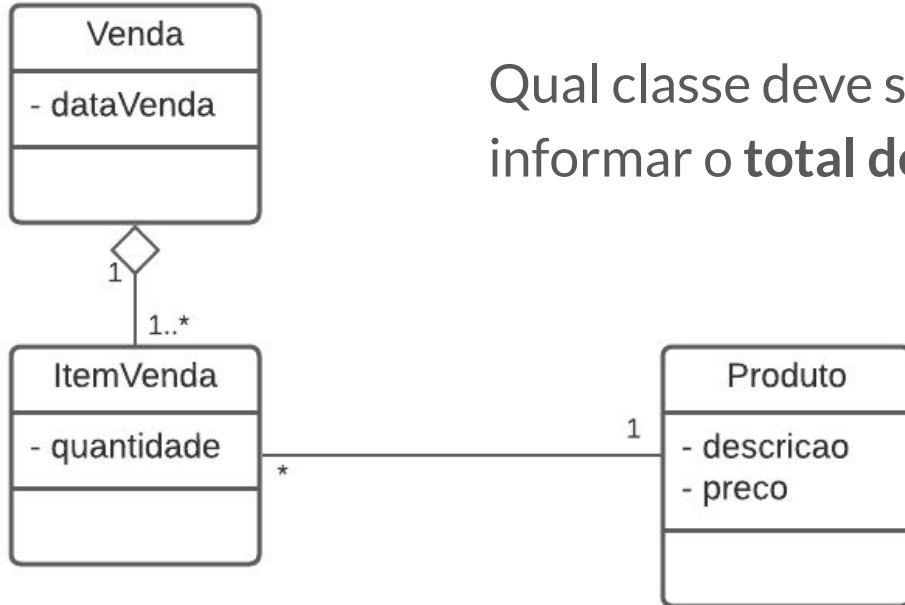 Venda
- dataVenda
Qual classe deve
informar o total
1
1..*
ItemVenda
- quantidade
*
1
Produto
- descricao
- preco